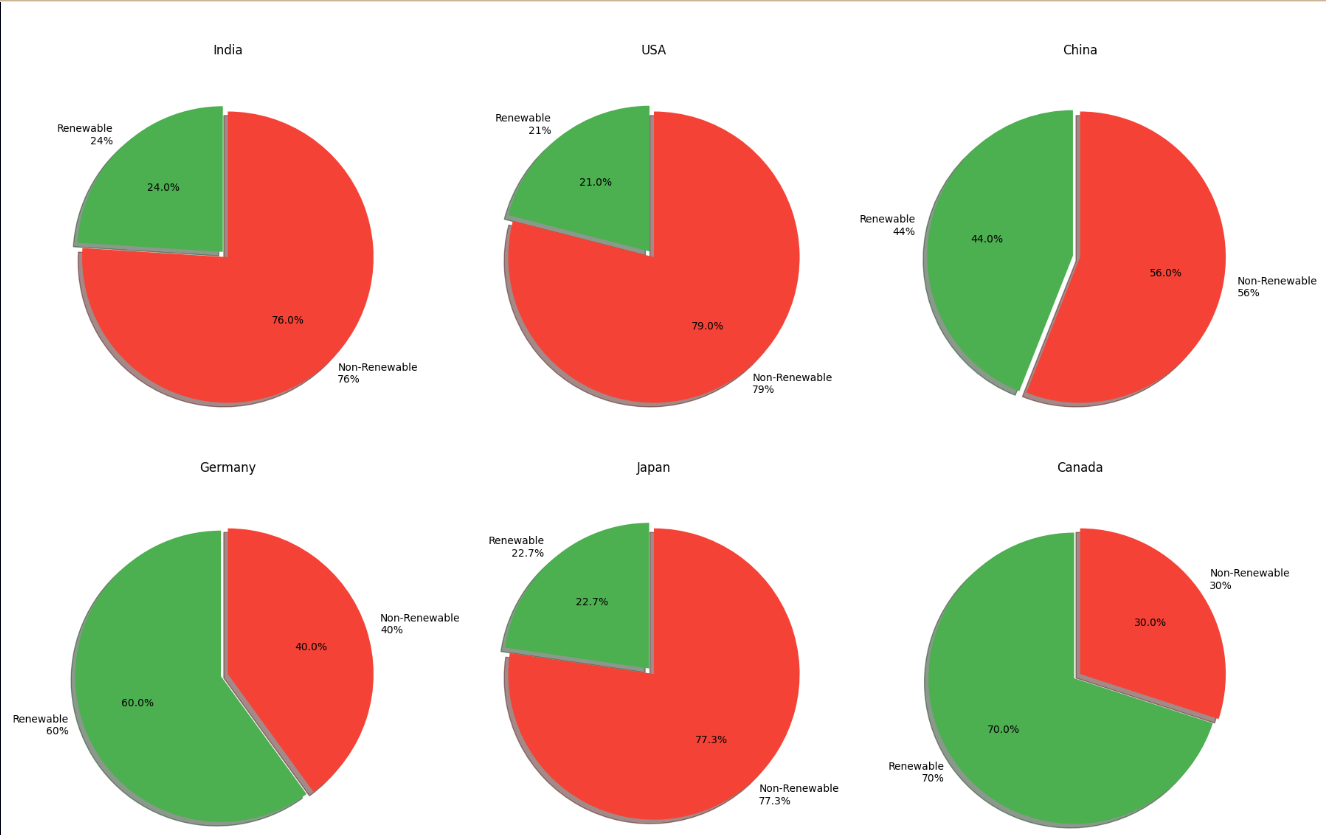 India
Renewable
24%
24.0%
76.0%
Non-Renewable
76%
USA
Renewable
21%
21.0%
79.0%
Non-Renewable
79%
China
Renewable
44%
44.0%
56.0%
Non-Renewable
56%
Germany
Non-Renewable
40%
40.0%
60.0%
Renewable
60%
Japan
Renewable
22.7%
22.7%
77.3%
Non-Renewable
77.3%
Canada
Non-Renewable
30%
30.0%
70.0%
Renewable
70%